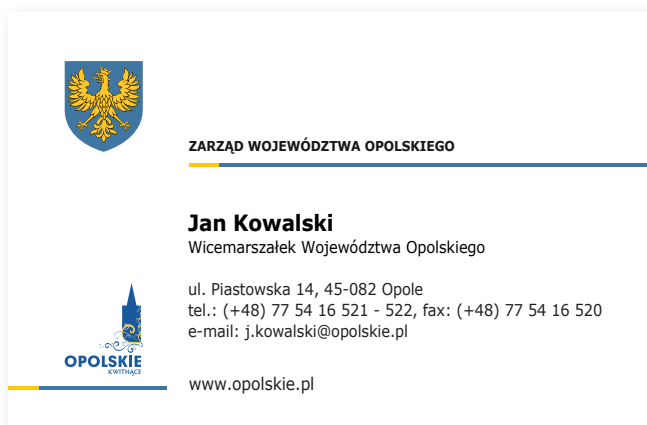 ZARZĄD WOJEWÓDZTWA OPOLSKIEGO
Jan Kowalski
Wicemarszałek Województwa Opolskiego
ul. Piastowska 14, 45-082 Opole
tel.: (+48) 77 54 16 521 - 522, fax: (+48) 77 54 16 520
e-mail: j.kowalski@opolskie.pl
OPOLSKIE
KWITNĄCE
www.opolskie.pl